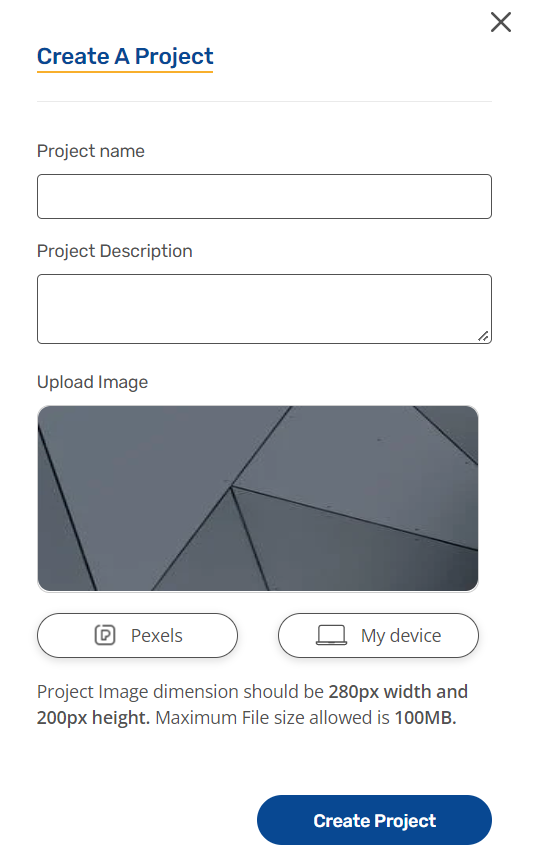 Create A Project
Project name
Project Description
Upload Image
Pexels
My device
Project Image dimension should be 280px width and
200px height. Maximum File size allowed is 100MB.
Create Project